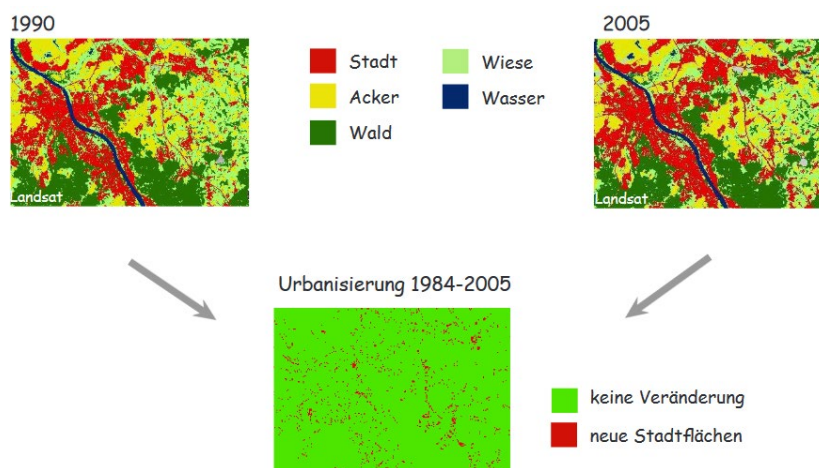 1990
2005
Stadt
Wiese
Acker
Wasser
Wald
Landsat
Landsat
Urbanisierung 1984-2005
keine Veränderung
neue Stadtflächen